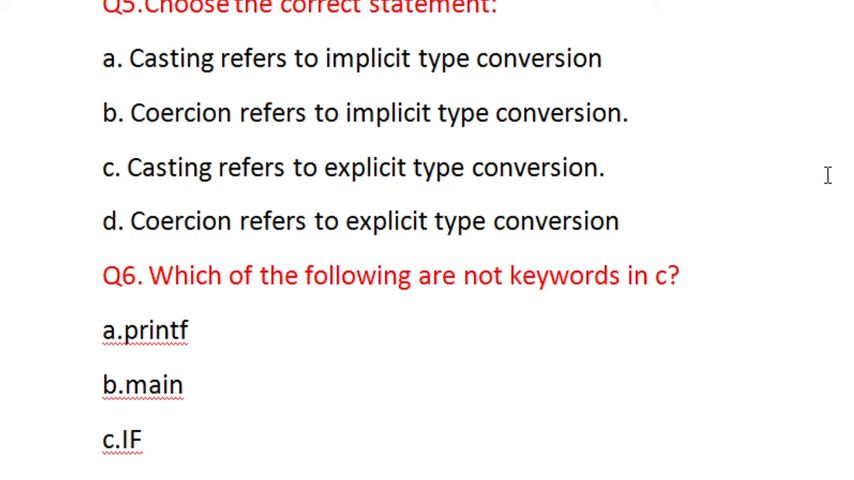 Q5.Choose the correct statement:
a. Casting refers to implicit type conversion
b. Coercion refers to implicit type conversion.
c. Casting refers to explicit type conversion.
d. Coercion refers to explicit type conversion
Q6. Which of the following are not keywords in c?
a.printf
b.main
c.IF